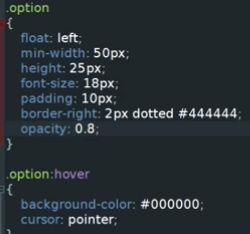 .option
{
float: left;
min-width: 50px;
height: 25px;
font-size: 18px;
padding: 10px;
border-right: 2px dotted #444444;
opacity: 0.8;
}
.option:hover
{
background-color: #000000;
cursor: pointer;
}